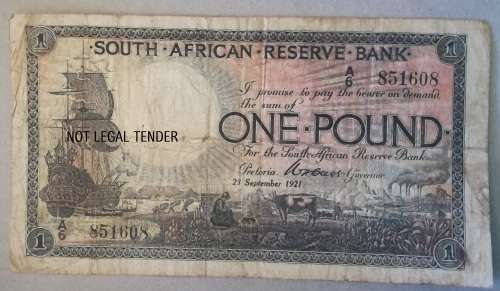 1 SOUTH · AFRICAN · RESERVE · BANK · 1
A/6 851608
I promise to pay the bearer on demand
the sum of
NOT LEGAL TENDER
ONE · POUND.
For the South African Reserve Bank.
Pretoria. Governor.
23 September 1921
A/6 851608
1 1